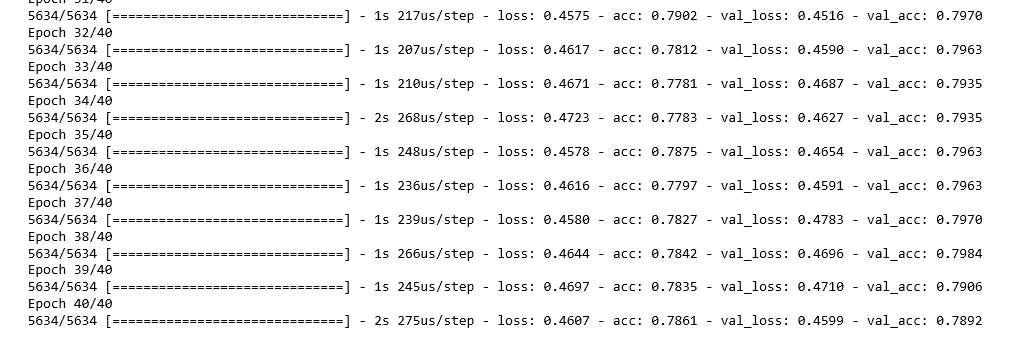 Epoch 31/40
5634/5634 [==============================] - 1s 217us/step - loss: 0.4575 - acc: 0.7902 - val_loss: 0.4516 - val_acc: 0.7970
Epoch 32/40
5634/5634 [==============================] - 1s 207us/step - loss: 0.4617 - acc: 0.7812 - val_loss: 0.4590 - val_acc: 0.7963
Epoch 33/40
5634/5634 [==============================] - 1s 210us/step - loss: 0.4671 - acc: 0.7781 - val_loss: 0.4687 - val_acc: 0.7935
Epoch 34/40
5634/5634 [==============================] - 2s 268us/step - loss: 0.4723 - acc: 0.7783 - val_loss: 0.4627 - val_acc: 0.7935
Epoch 35/40
5634/5634 [==============================] - 1s 248us/step - loss: 0.4578 - acc: 0.7875 - val_loss: 0.4654 - val_acc: 0.7963
Epoch 36/40
5634/5634 [==============================] - 1s 236us/step - loss: 0.4616 - acc: 0.7797 - val_loss: 0.4591 - val_acc: 0.7963
Epoch 37/40
5634/5634 [==============================] - 1s 239us/step - loss: 0.4580 - acc: 0.7827 - val_loss: 0.4783 - val_acc: 0.7970
Epoch 38/40
5634/5634 [==============================] - 1s 266us/step - loss: 0.4644 - acc: 0.7842 - val_loss: 0.4696 - val_acc: 0.7984
Epoch 39/40
5634/5634 [==============================] - 1s 245us/step - loss: 0.4697 - acc: 0.7835 - val_loss: 0.4710 - val_acc: 0.7906
Epoch 40/40
5634/5634 [==============================] - 2s 275us/step - loss: 0.4607 - acc: 0.7861 - val_loss: 0.4599 - val_acc: 0.7892